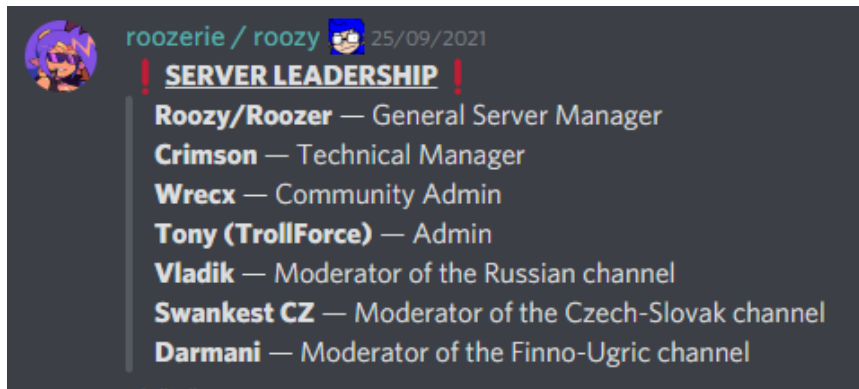 roozerie / roozy 25/09/2021
❗ SERVER LEADERSHIP ❗
Roozy/Roozer — General Server Manager
Crimson — Technical Manager
Wrecx — Community Admin
Tony (TrollForce) — Admin
Vladik — Moderator of the Russian channel
Swankest CZ — Moderator of the Czech-Slovak channel
Darmani — Moderator of the Finno-Ugric channel